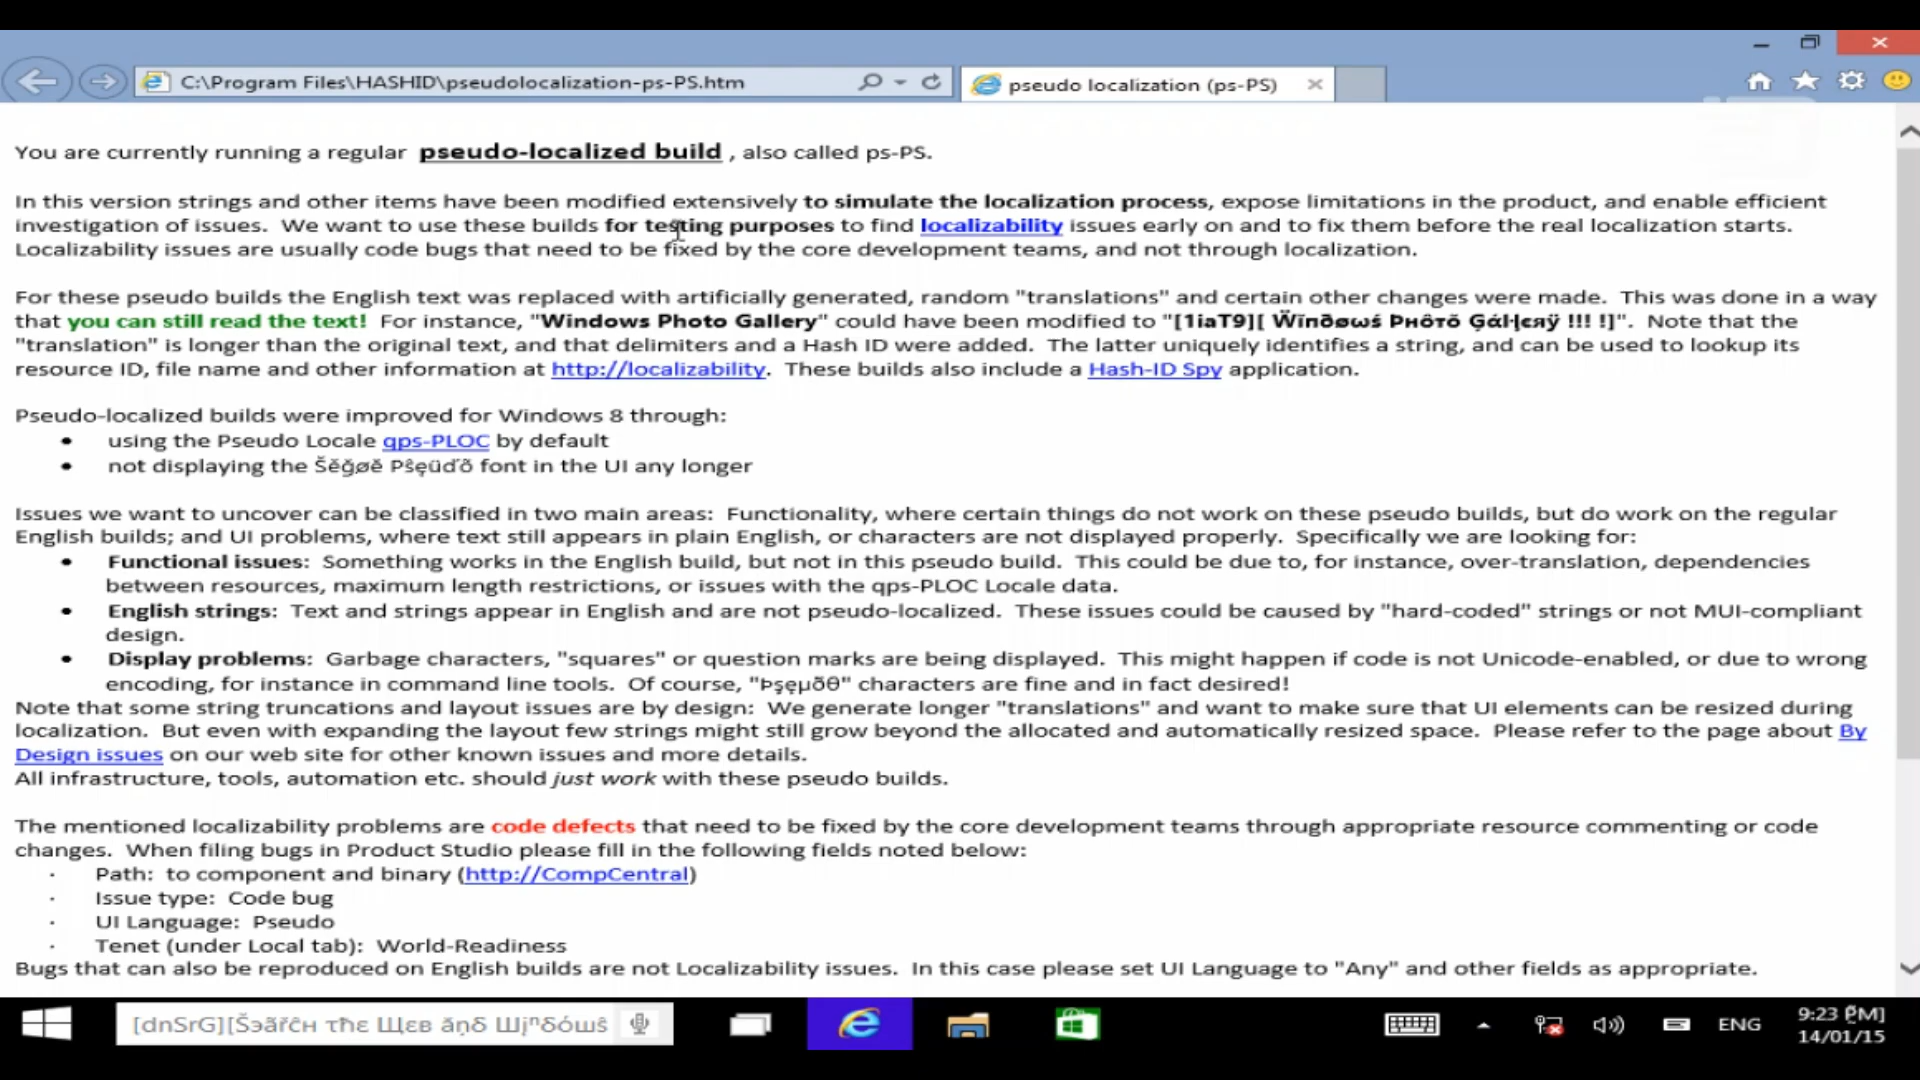 C:\Program Files\HASHID\pseudolocalization-ps-PS.htm
pseudo localization (ps-PS)
You are currently running a regular pseudo-localized build , also called ps-PS.
In this version strings and other items have been modified extensively to simulate the localization process, expose limitations in the product, and enable efficient
investigation of issues. We want to use these builds for testing purposes to find localizability issues early on and to fix them before the real localization starts.
Localizability issues are usually code bugs that need to be fixed by the core development teams, and not through localization.
For these pseudo builds the English text was replaced with artificially generated, random "translations" and certain other changes were made. This was done in a way
that you can still read the text! For instance, "Windows Photo Gallery" could have been modified to "[1iaT9][ Ŵïπðøωś Þнôτõ Ģάŀļєяÿ !!! !]". Note that the
"translation" is longer than the original text, and that delimiters and a Hash ID were added. The latter uniquely identifies a string, and can be used to lookup its
resource ID, file name and other information at http://localizability. These builds also include a Hash-ID Spy application.
Pseudo-localized builds were improved for Windows 8 through:
• using the Pseudo Locale qps-PLOC by default
• not displaying the Šěğøě Pŝęüďõ font in the UI any longer
Issues we want to uncover can be classified in two main areas: Functionality, where certain things do not work on these pseudo builds, but do work on the regular
English builds; and UI problems, where text still appears in plain English, or characters are not displayed properly. Specifically we are looking for:
• Functional issues: Something works in the English build, but not in this pseudo build. This could be due to, for instance, over-translation, dependencies
between resources, maximum length restrictions, or issues with the qps-PLOC Locale data.
• English strings: Text and strings appear in English and are not pseudo-localized. These issues could be caused by "hard-coded" strings or not MUI-compliant
design.
• Display problems: Garbage characters, "squares" or question marks are being displayed. This might happen if code is not Unicode-enabled, or due to wrong
encoding, for instance in command line tools. Of course, "Þşęµðθ" characters are fine and in fact desired!
Note that some string truncations and layout issues are by design: We generate longer "translations" and want to make sure that UI elements can be resized during
localization. But even with expanding the layout few strings might still grow beyond the allocated and automatically resized space. Please refer to the page about By
Design issues on our web site for other known issues and more details.
All infrastructure, tools, automation etc. should just work with these pseudo builds.
The mentioned localizability problems are code defects that need to be fixed by the core development teams through appropriate resource commenting or code
changes. When filing bugs in Product Studio please fill in the following fields noted below:
· Path: to component and binary (http://CompCentral)
· Issue type: Code bug
· UI Language: Pseudo
· Tenet (under Local tab): World-Readiness
Bugs that can also be reproduced on English builds are not Localizability issues. In this case please set UI Language to "Any" and other fields as appropriate.
[dnSrG][Šэãřĉн τħє Щεв ăηδ Шįⁿδóωŝ
ENG
9:23 PM]
14/01/15